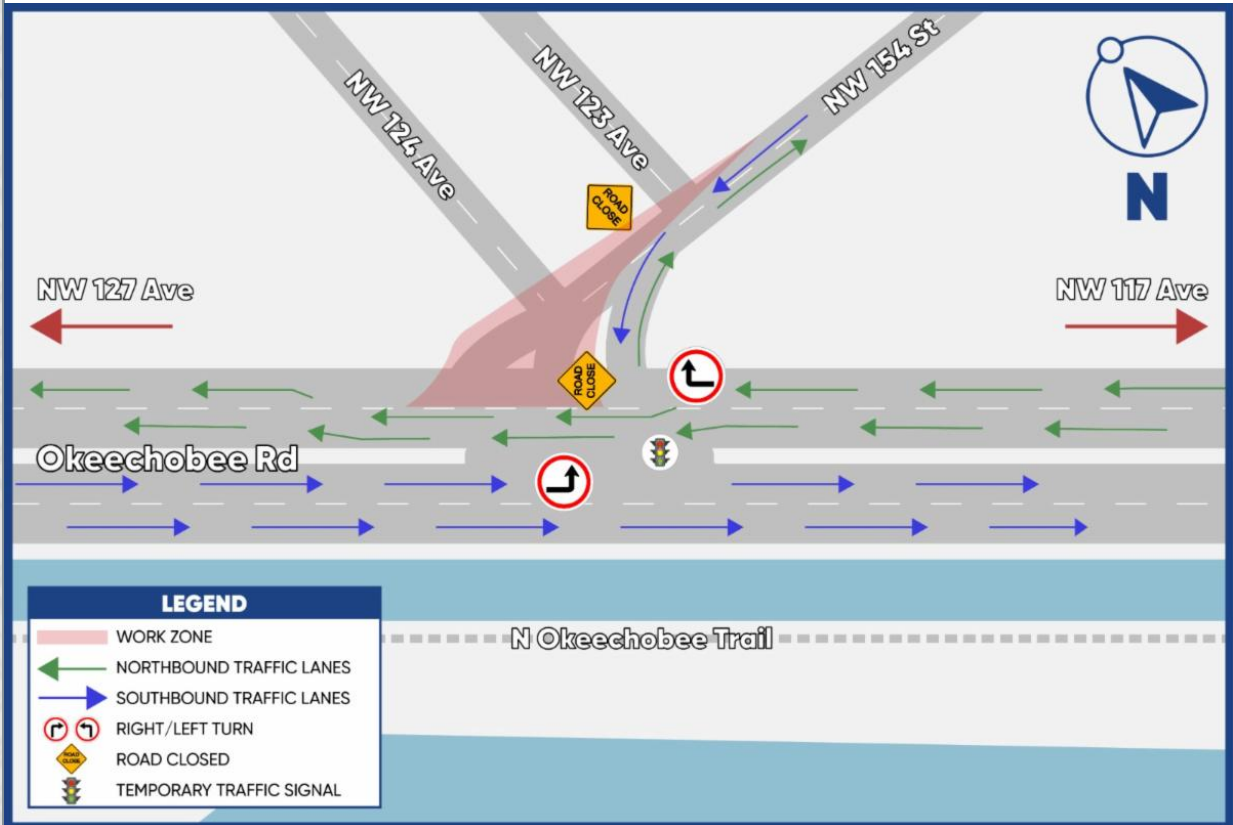 NW 154 St
NW 123 Ave
NW 124 Ave
N
ROAD
CLOSE
NW 127 Ave
NW 117 Ave
ROAD
CLOSE
Okeechobee Rd
LEGEND
WORK ZONE
NORTHBOUND TRAFFIC LANES
SOUTHBOUND TRAFFIC LANES
RIGHT/LEFT TURN
ROAD
CLOSE
ROAD CLOSED
TEMPORARY TRAFFIC SIGNAL
N Okeechobee Trail